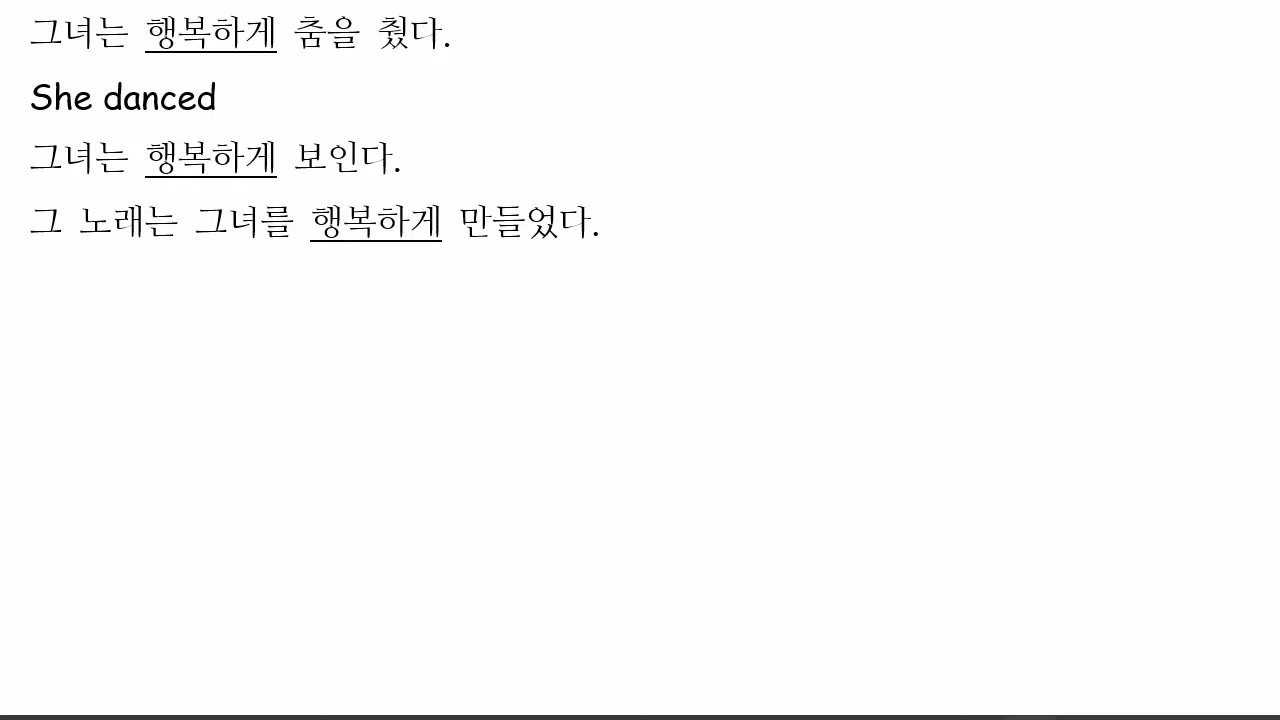 그녀는 행복하게 춤을 췄다.
She danced
그녀는 행복하게 보인다.
그 노래는 그녀를 행복하게 만들었다.